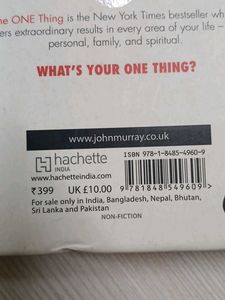 e ONE Thing is the New York Times bestseller wh
ers extraordinary results in every area of your life –
personal, family, and spiritual.
WHAT'S YOUR ONE THING?
www.johnmurray.co.uk
hachette
INDIA
www.hachetteindia.com
ISBN 978-1-8485-4960-9
₹399 UK £10.00
9 781848 549609 >
For sale only in India, Bangladesh, Nepal, Bhutan,
Sri Lanka and Pakistan
NON-FICTION